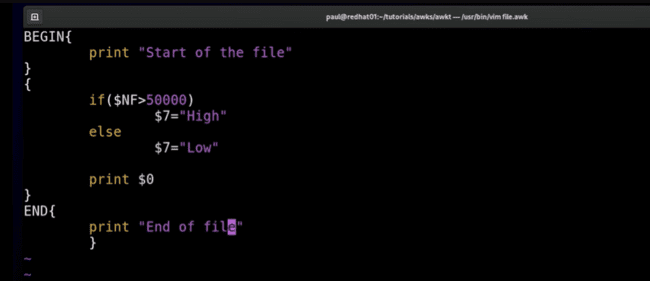 paul@redhat01:~/tutorials/awks/awkt — /usr/bin/vim file.awk
BEGIN{
        print "Start of the file"
}
{
        if($NF>50000)
                $7="High"
        else
                $7="Low"
        print $0
}
END{
        print "End of file"
        }
~
~